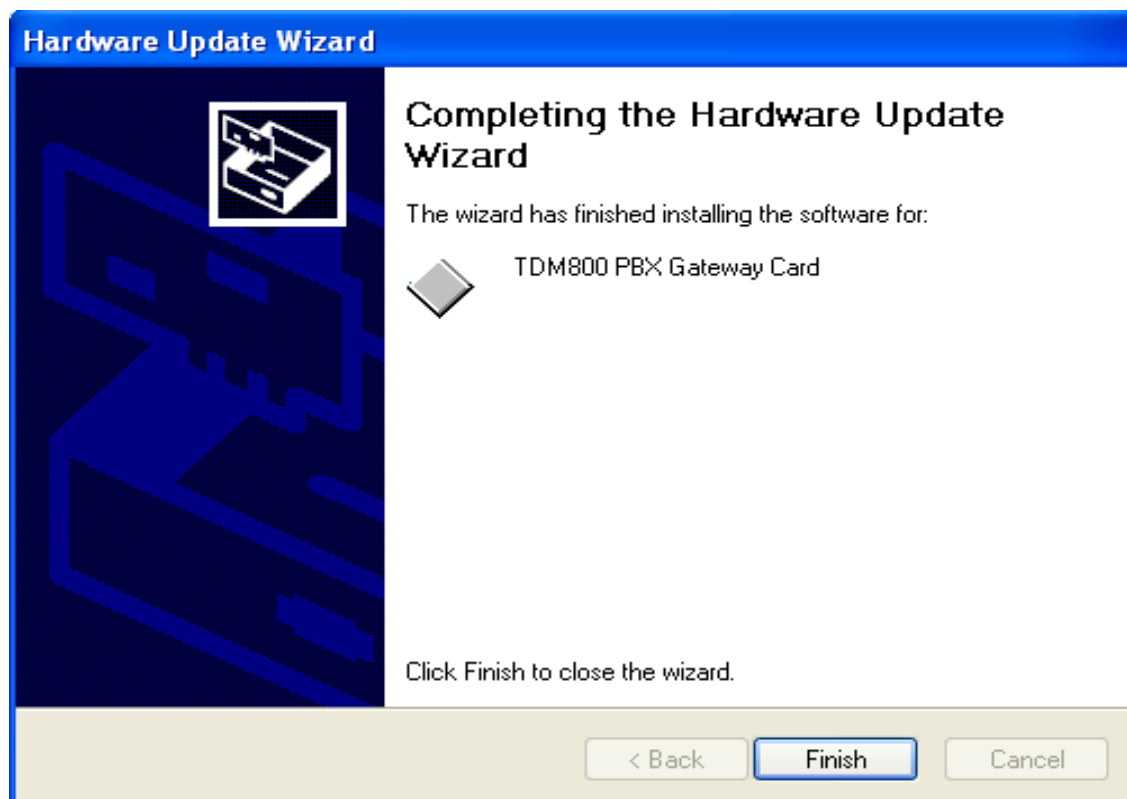 Hardware Update Wizard
Completing the Hardware Update
Wizard
The wizard has finished installing the software for:
TDM800 PBX Gateway Card
Click Finish to close the wizard.
< Back
Finish
Cancel